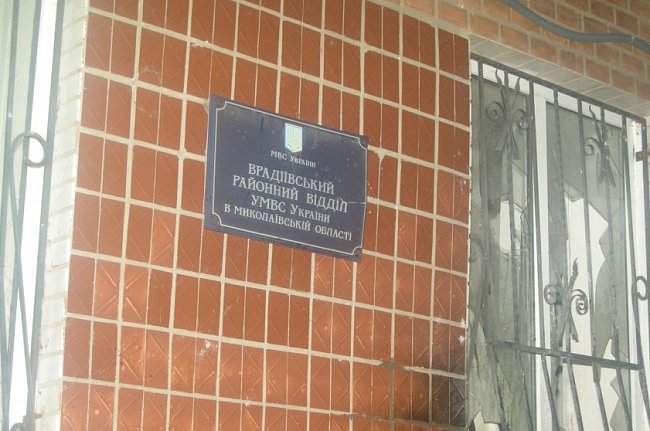 МВС УКРАЇНИ
ВРАДІЇВСЬКИЙ
РАЙОННИЙ ВІДДІЛ
УМВС УКРАЇНИ
В МИКОЛАЇВСЬКІЙ ОБЛАСТІ